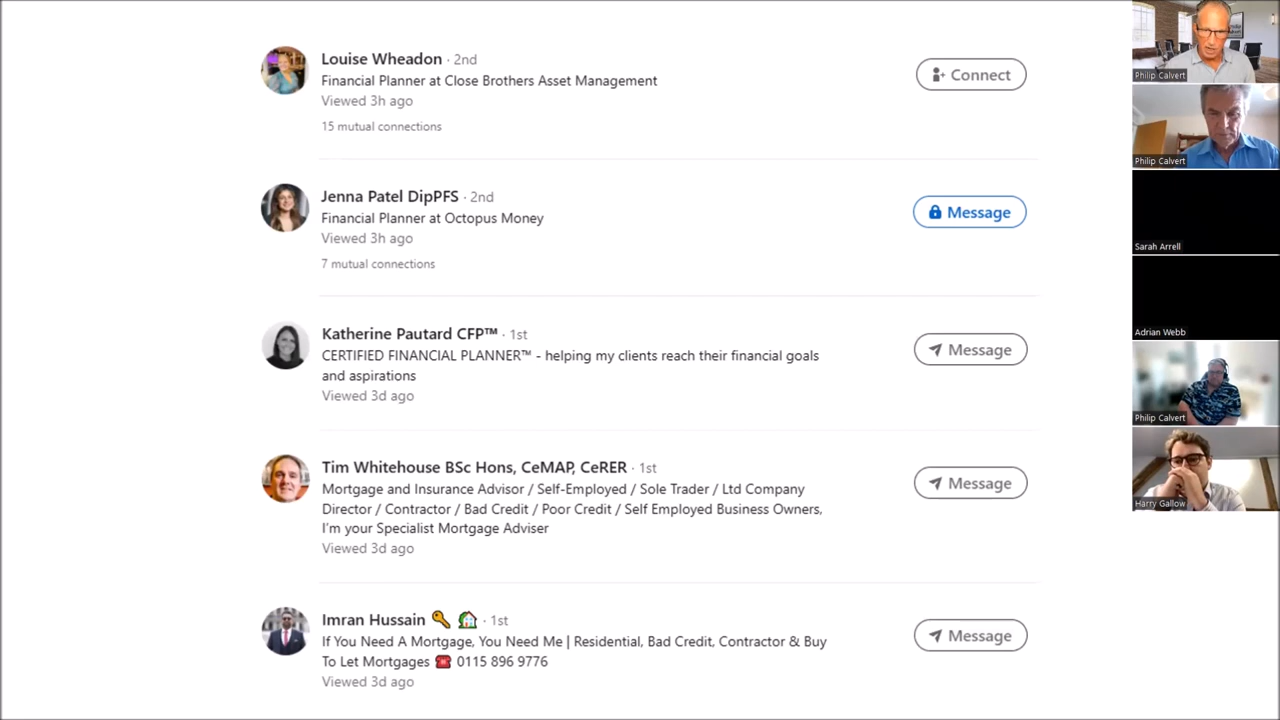 Louise Wheadon · 2nd
Financial Planner at Close Brothers Asset Management
Viewed 3h ago
15 mutual connections
Connect
Jenna Patel DipPFS · 2nd
Financial Planner at Octopus Money
Viewed 3h ago
7 mutual connections
Message
Katherine Pautard CFP™ · 1st
CERTIFIED FINANCIAL PLANNER™ - helping my clients reach their financial goals
and aspirations
Viewed 3d ago
Message
Tim Whitehouse BSc Hons, CeMAP, CeRER · 1st
Mortgage and Insurance Advisor / Self-Employed / Sole Trader / Ltd Company
Director / Contractor / Bad Credit / Poor Credit / Self Employed Business Owners,
I'm your Specialist Mortgage Adviser
Viewed 3d ago
Message
Imran Hussain 🔑 🏡 · 1st
If You Need A Mortgage, You Need Me | Residential, Bad Credit, Contractor & Buy
To Let Mortgages ☎️ 0115 896 9776
Viewed 3d ago
Message
Philip Calvert
Philip Calvert
Sarah Arrell
Adrian Webb
Philip Calvert
Harry Gallow